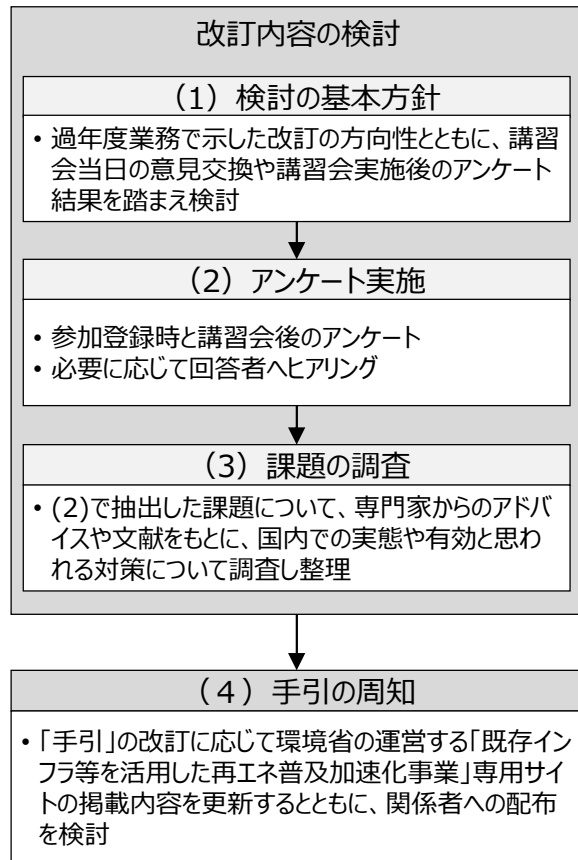 改訂内容の検討
（1）検討の基本方針
• 過年度業務で示した改訂の方向性とともに、講習
会当日の意見交換や講習会実施後のアンケート
結果を踏まえ検討
（2）アンケート実施
• 参加登録時と講習会後のアンケート
• 必要に応じて回答者へヒアリング
（3）課題の調査
• (2)で抽出した課題について、専門家からのアドバ
イスや文献をもとに、国内での実態や有効と思わ
れる対策について調査し整理
（４）手引の周知
• 「手引」の改訂に応じて環境省の運営する「既存イン
フラ等を活用した再エネ普及加速化事業」専用サイ
トの掲載内容を更新するとともに、関係者への配布
を検討